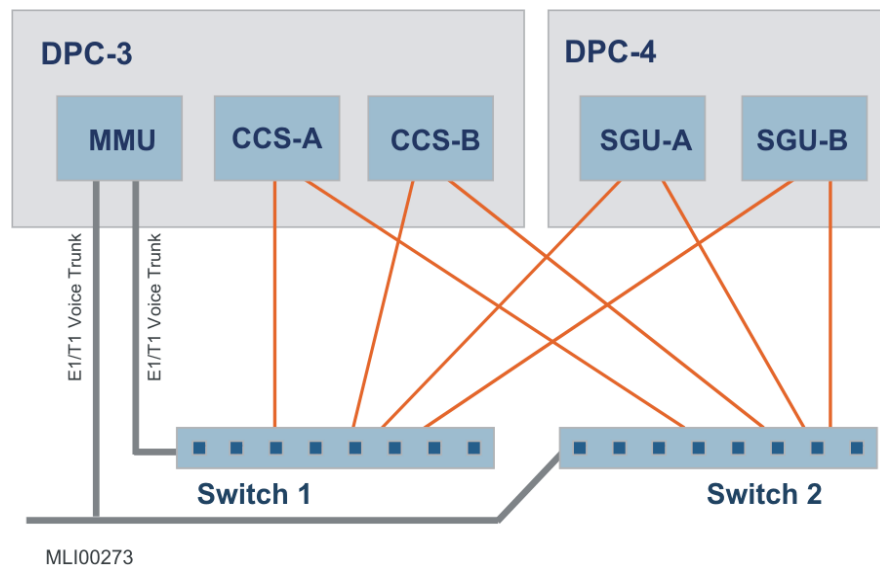 DPC-3
DPC-4
MMU
CCS-A
CCS-B
SGU-A
SGU-B
E1/T1 Voice Trunk
E1/T1 Voice Trunk
Switch 1
Switch 2
MLI00273